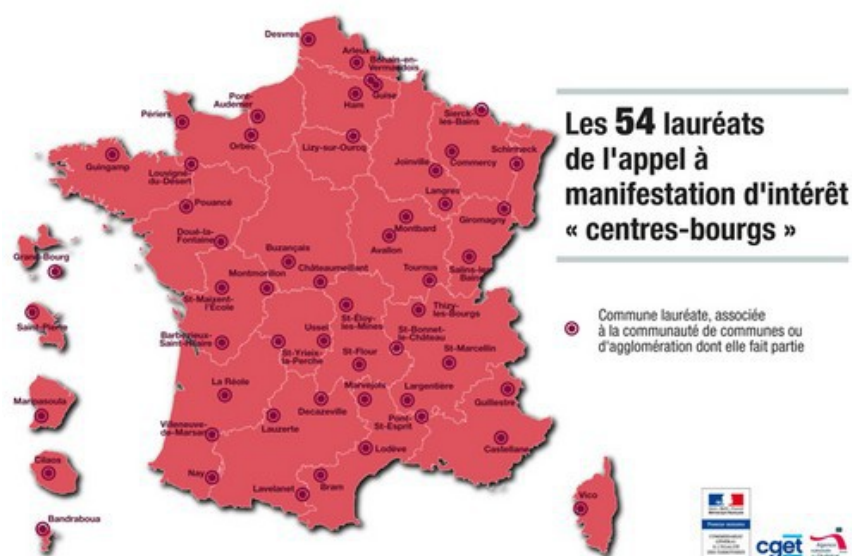 Les 54 lauréats
de l'appel à
manifestation d'intérêt
« centres-bourgs »
Commune lauréate, associée
à la communauté de communes ou
d'agglomération dont elle fait partie
Desvres
Arleux
Bohain-en-
Vermandois
Guise
Ham
Pont-
Audemer
Périers
Orbec
Lizy-sur-Ourcq
Sierck-
les-Bains
Schirmeck
Commercy
Joinville
Guingamp
Louvigné-
du-Désert
Langres
Giromagny
Pouancé
Montbard
Avallon
Doué-la-
Fontaine
Buzançais
Salins-les-
Bains
Grand-Bourg
Montmorillon
Châteaumeillant
Tournus
St-Maixent-
l'École
St-Éloy-
les-Mines
Thizy-
les-Bourgs
Saint-Pierre
Barbezieux-
Saint-Hilaire
Ussel
St-Yrieix-
la-Perche
St-Bonnet-
le-Château
St-Flour
St-Marcellin
La Réole
Marvejols
Largentière
Guillestre
Maripasoula
Decazeville
Pont-
St-Esprit
Villeneuve-
de-Marsan
Lauzerte
Castellane
Lodève
Cilaos
Nay
Lavelanet
Bram
Vico
Bandraboua
cget